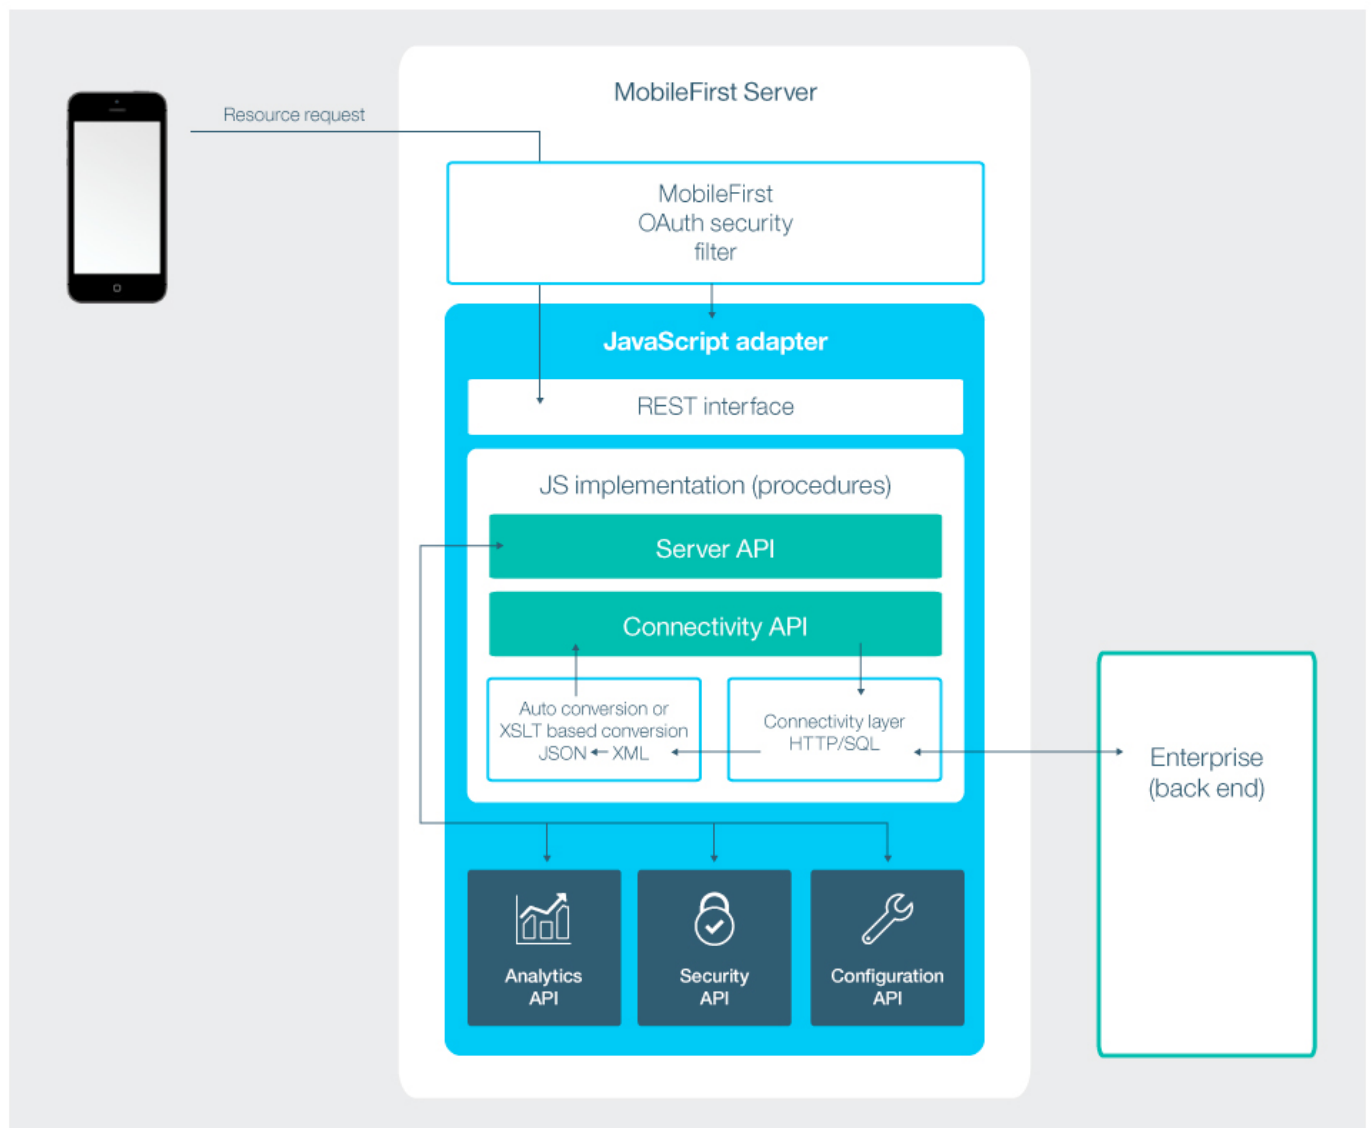 MobileFirst Server
Resource request
MobileFirst
OAuth security
filter
JavaScript adapter
REST interface
JS implementation (procedures)
Server API
Connectivity API
Auto conversion or
XSLT based conversion
JSON ← XML
Connectivity layer
HTTP/SQL
Enterprise
(back end)
Analytics
API
Security
API
Configuration
API